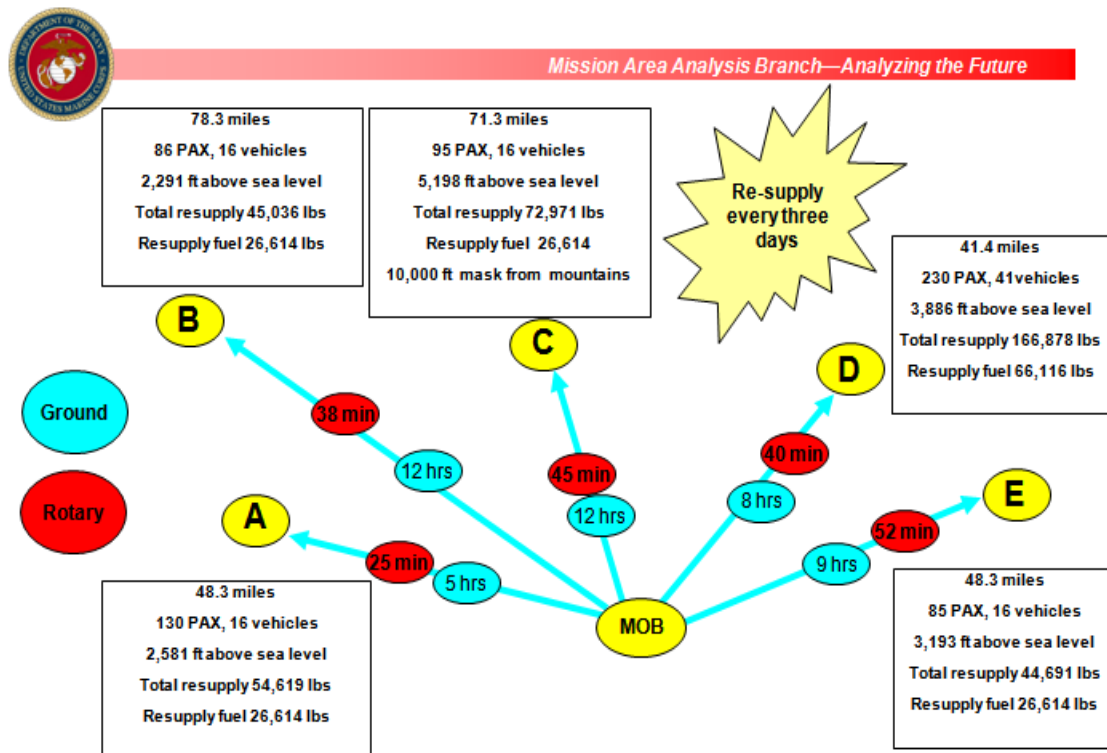 DEPARTMENT OF THE NAVY
UNITED STATES MARINE CORPS
Mission Area Analysis Branch—Analyzing the Future
78.3 miles
86 PAX, 16 vehicles
2,291 ft above sea level
Total resupply 45,036 lbs
Resupply fuel 26,614 lbs
71.3 miles
95 PAX, 16 vehicles
5,198 ft above sea level
Total resupply 72,971 lbs
Resupply fuel 26,614
10,000 ft mask from mountains
Re-supply
every three
days
41.4 miles
230 PAX, 41vehicles
3,886 ft above sea level
Total resupply 166,878 lbs
Resupply fuel 66,116 lbs
B
C
D
Ground
38 min
12 hrs
45 min
12 hrs
40 min
8 hrs
Rotary
A
25 min
5 hrs
E
52 min
9 hrs
MOB
48.3 miles
130 PAX, 16 vehicles
2,581 ft above sea level
Total resupply 54,619 lbs
Resupply fuel 26,614 lbs
48.3 miles
85 PAX, 16 vehicles
3,193 ft above sea level
Total resupply 44,691 lbs
Resupply fuel 26,614 lbs